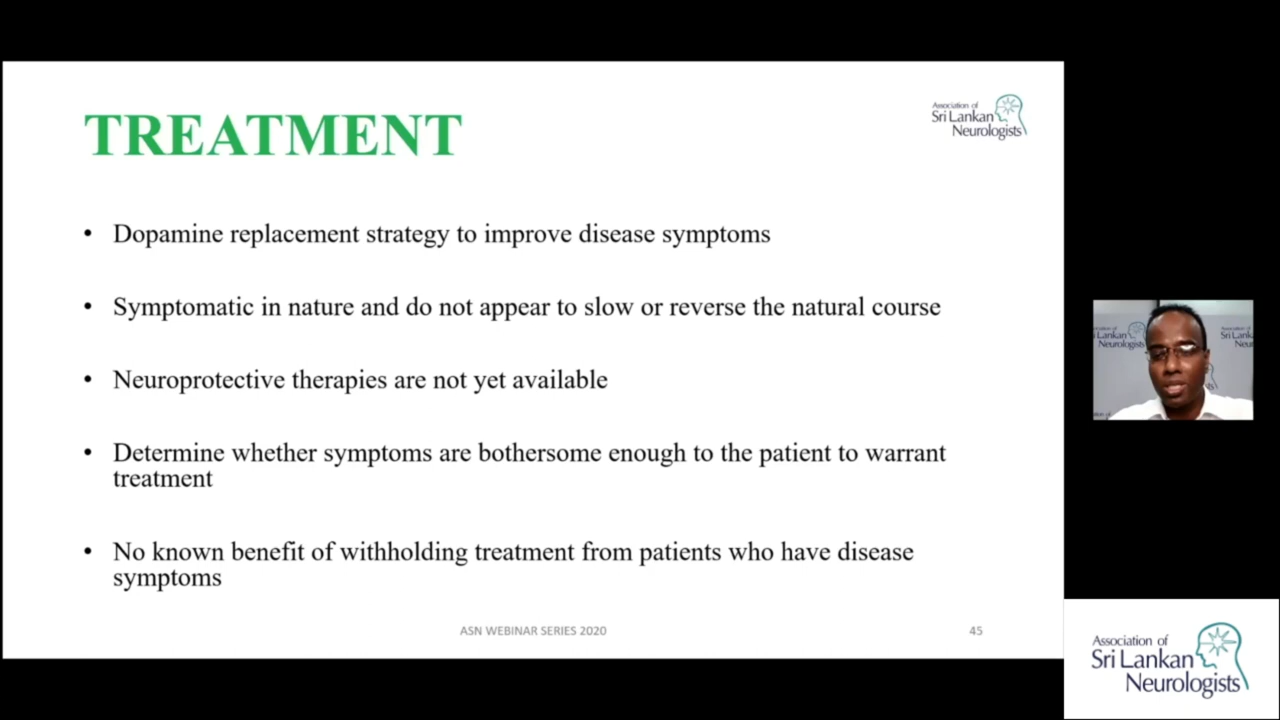 TREATMENT
Association of
Sri Lankan
Neurologists
• Dopamine replacement strategy to improve disease symptoms
• Symptomatic in nature and do not appear to slow or reverse the natural course
• Neuroprotective therapies are not yet available
• Determine whether symptoms are bothersome enough to the patient to warrant
treatment
• No known benefit of withholding treatment from patients who have disease
symptoms
ASN WEBINAR SERIES 2020
45
Neurologists
Association of
Sri Lankan
Neurologists